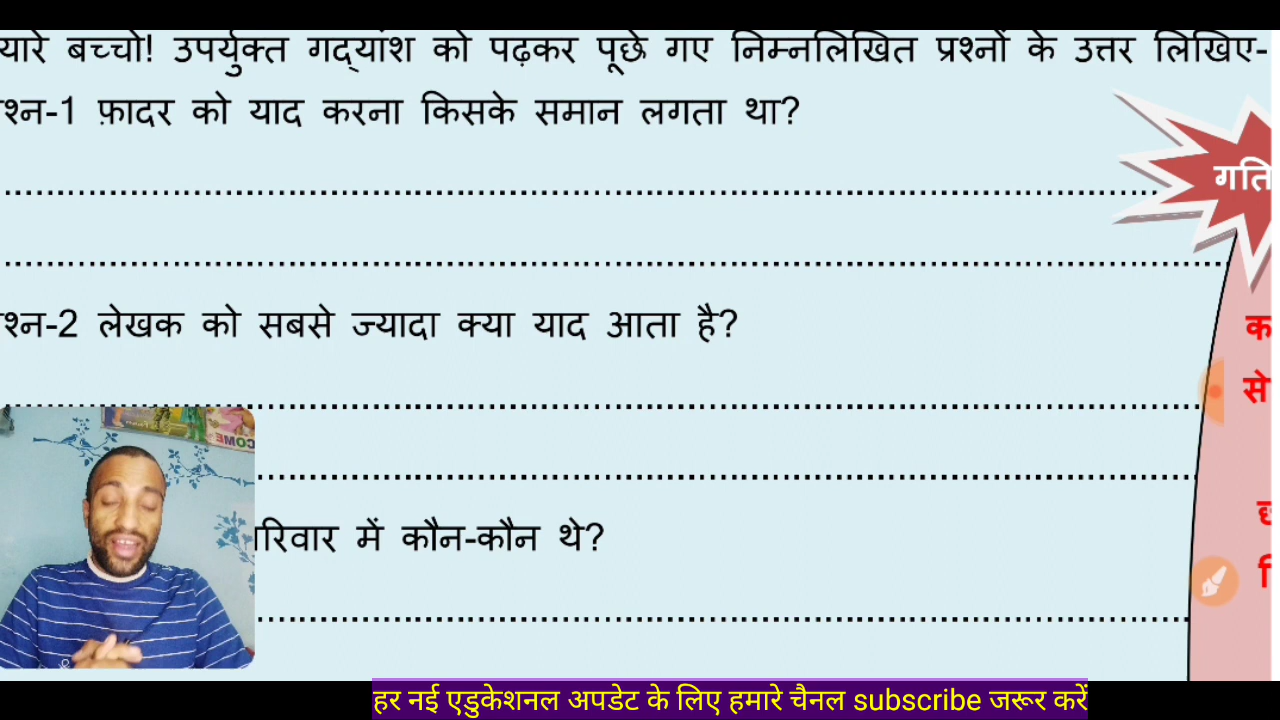 यारे बच्चो! उपर्युक्त गद्यांश को पढ़कर पूछे गए निम्नलिखित प्रश्नों के उत्तर लिखिए-
श्न-1 फ़ादर को याद करना किसके समान लगता था?
गति
श्न-2 लेखक को सबसे ज्यादा क्या याद आता है?
क
से
COME
रिवार में कौन-कौन थे?
हर नई एडुकेशनल अपडेट के लिए हमारे चैनल subscribe जरूर करें